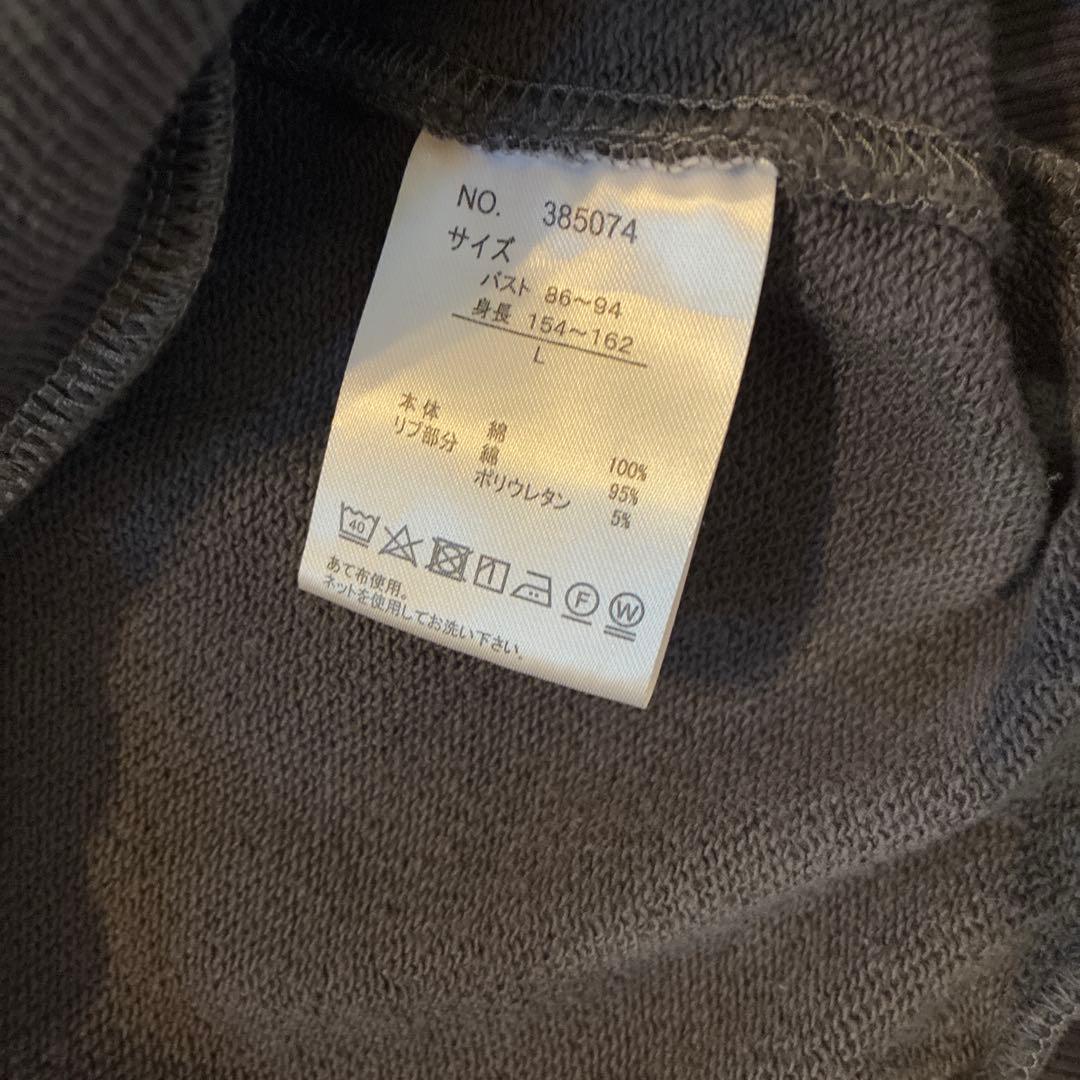 NO. 385074
サイズ
バスト 86～94
身長 154～162
L
本体 綿 100%
リブ部分 綿 95%
ポリウレタン 5%
40
F W
あて布使用。
ネットを使用してお洗い下さい。